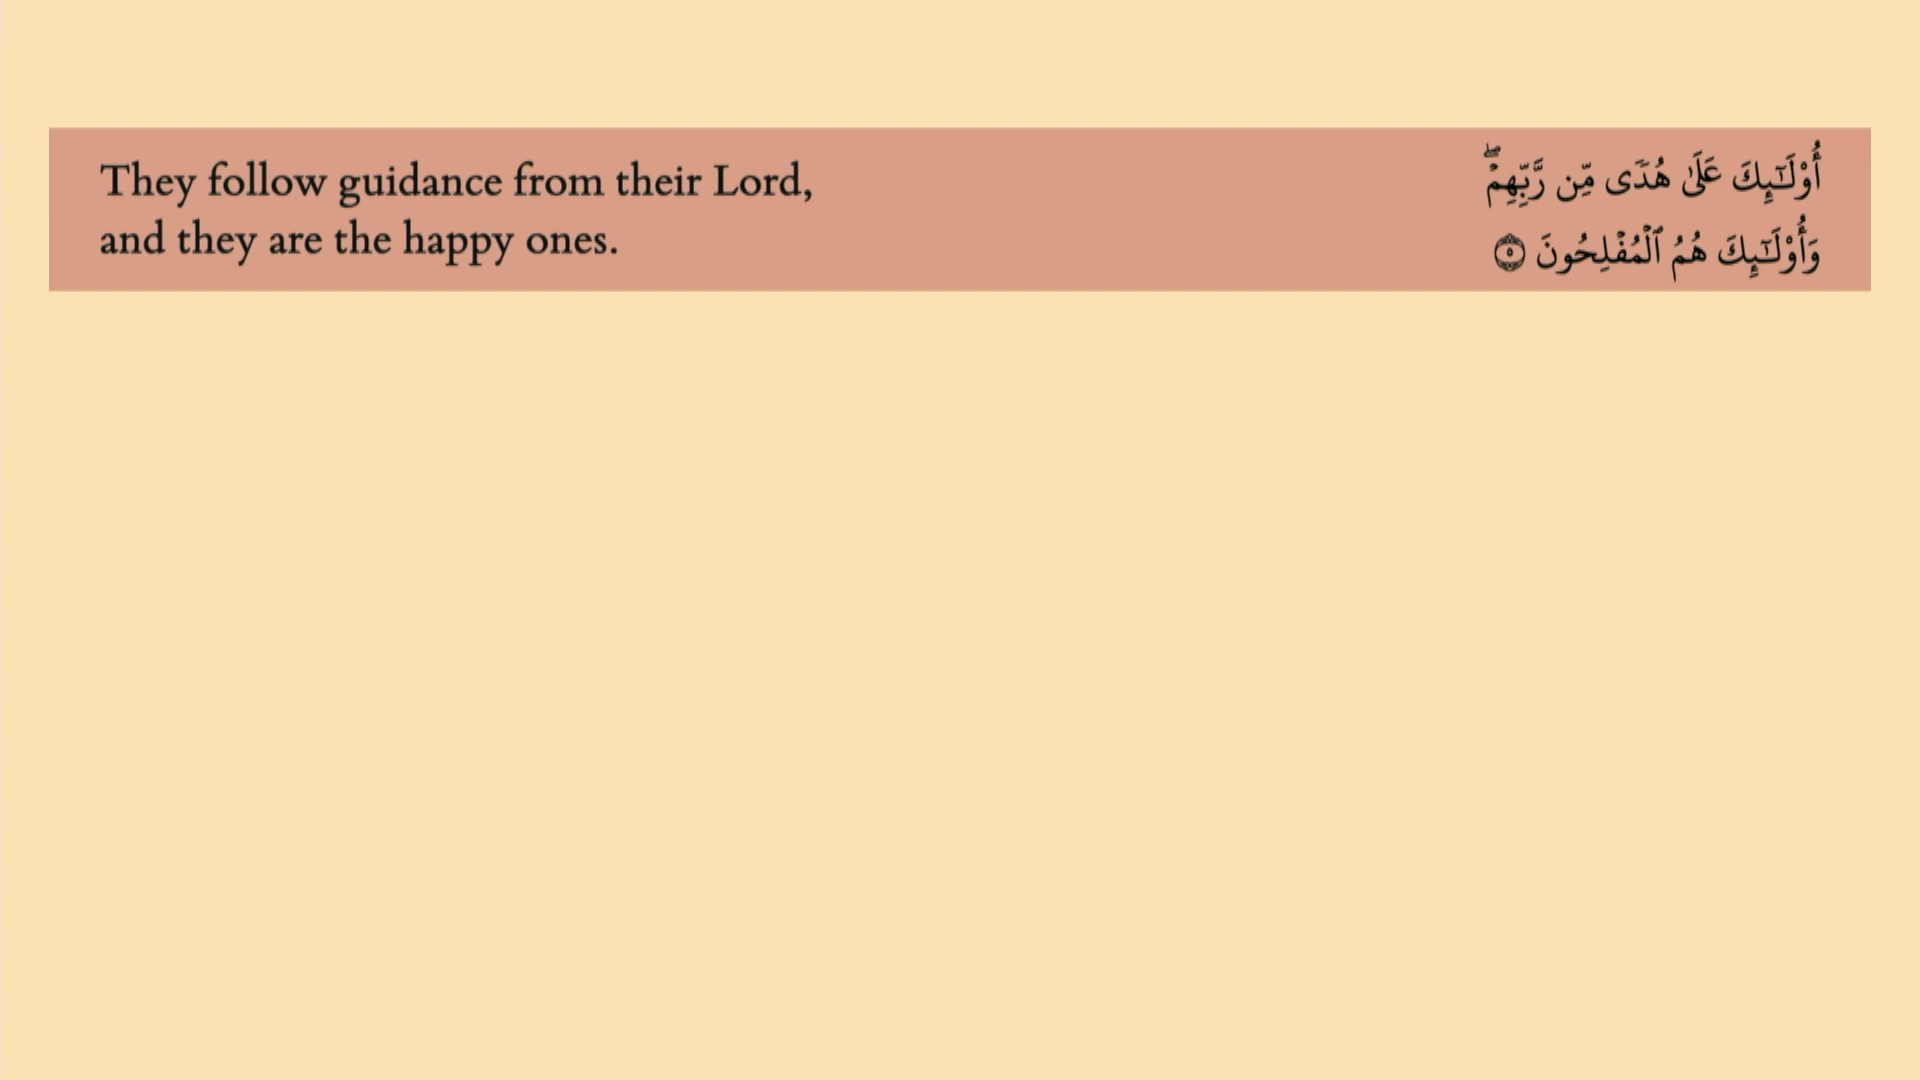 They follow guidance from their Lord,
and they are the happy ones.
أُوْلَـٰٓئِكَ عَلَىٰ هُدًى مِّن رَّبِّهِمْ ۖ
وَأُوْلَـٰٓئِكَ هُمُ ٱلْمُفْلِحُونَ ۝٥